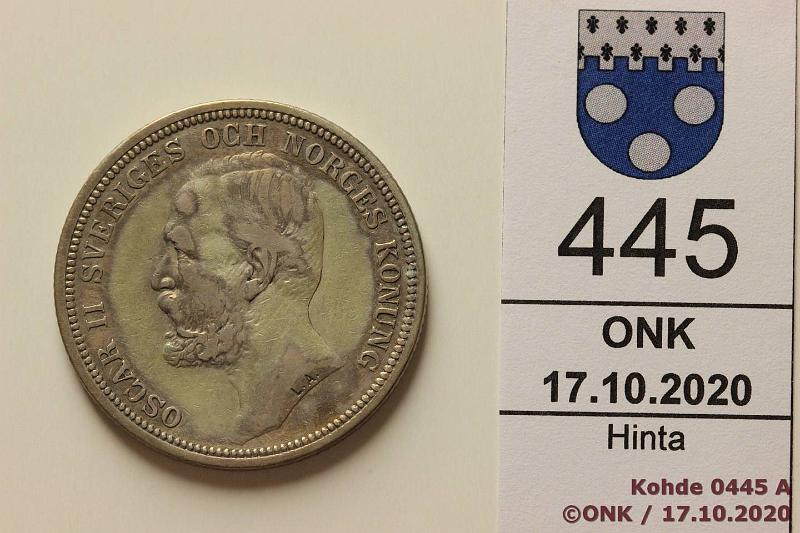 OSCAR II SVERIGES OCH NORGES KONUNG
L.A.
445
ONK
17.10.2020
Hinta
Kohde 0445 A
©ONK / 17.10.2020